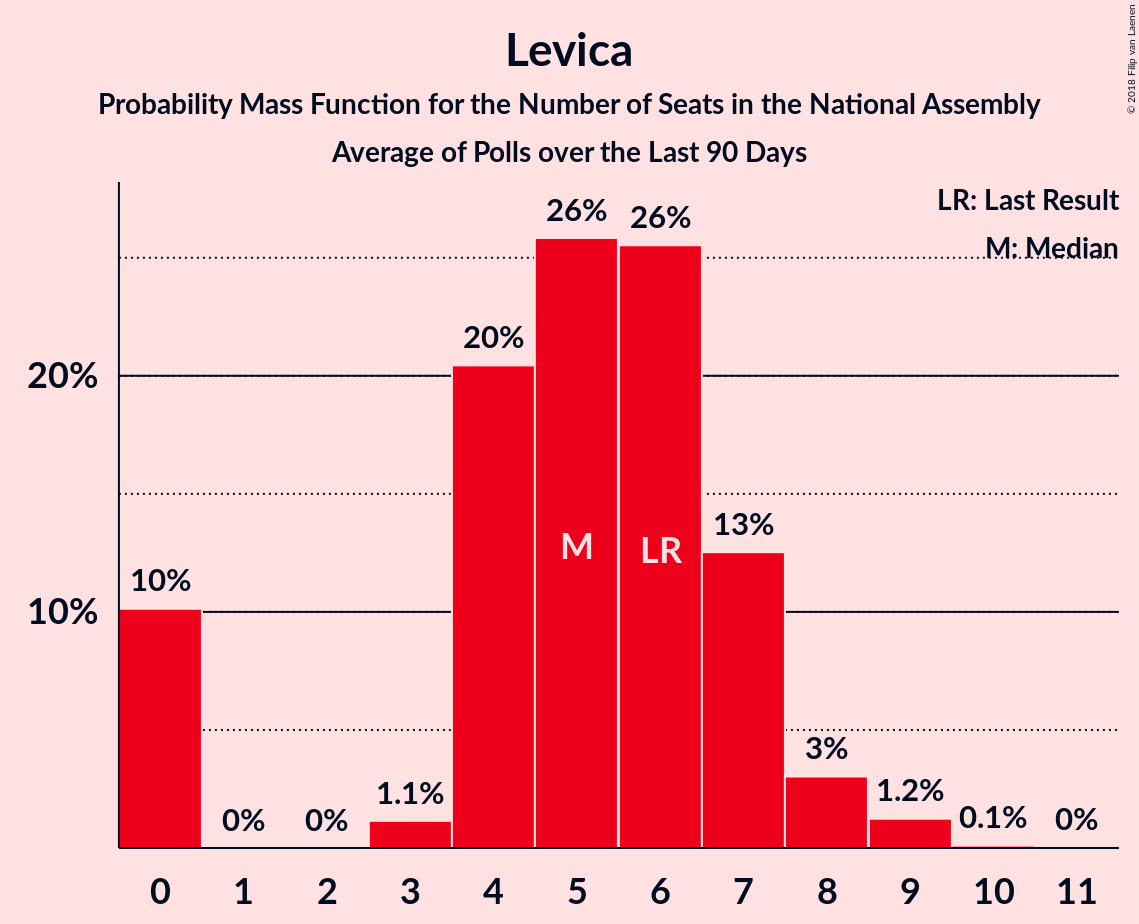 Levica
Probability Mass Function for the Number of Seats in the National Assembly
Average of Polls over the Last 90 Days
© 2018 Filip van Laenen
LR: Last Result
M: Median
26%
26%
20%
20%
13%
M
LR
10%
10%
3%
1.1%
1.2%
0%
0%
0.1%
0%
0 1 2 3 4 5 6 7 8 9 10 11